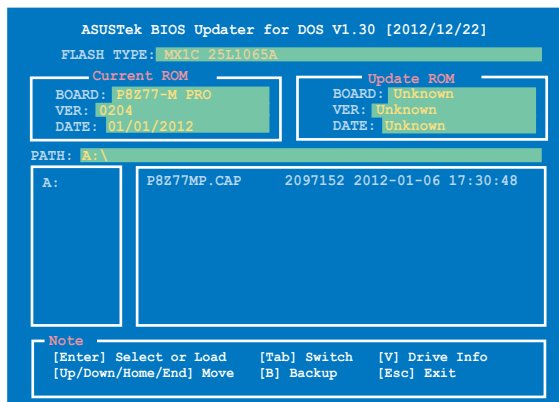 ASUSTek BIOS Updater for DOS V1.30 [2012/12/22]
FLASH TYPE: MX1C 25L1065A
Current ROM
BOARD: P8Z77-M PRO
VER: 0204
DATE: 01/01/2012
Update ROM
BOARD: Unknown
VER: Unknown
DATE: Unknown
PATH: A:\
A:
P8Z77MP.CAP 2097152 2012-01-06 17:30:48
Note
[Enter] Select or Load [Tab] Switch [V] Drive Info
[Up/Down/Home/End] Move [B] Backup [Esc] Exit